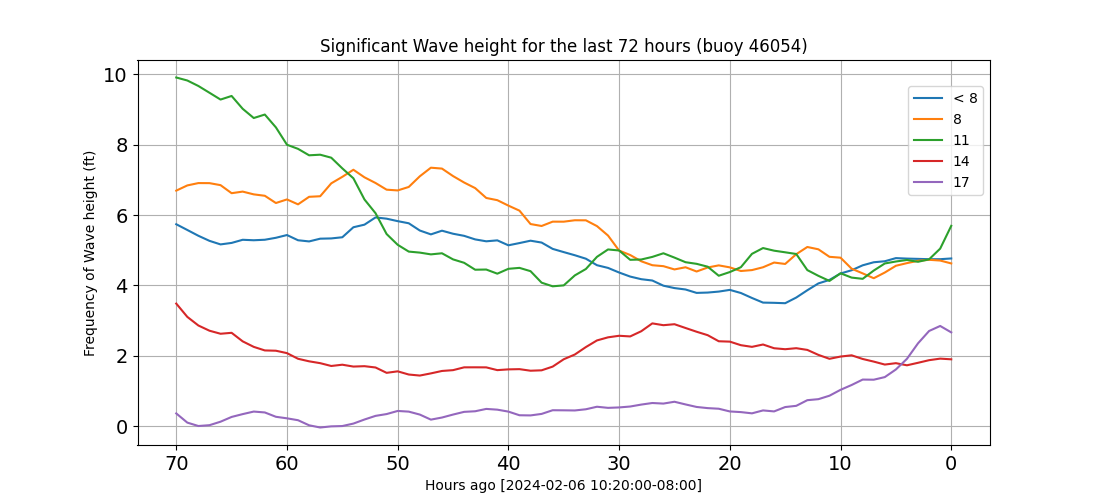 Significant Wave height for the last 72 hours (buoy 46054)
Frequency of Wave height (ft)
10
8
6
4
2
0
< 8
8
11
14
17
70 60 50 40 30 20 10 0
Hours ago [2024-02-06 10:20:00-08:00]